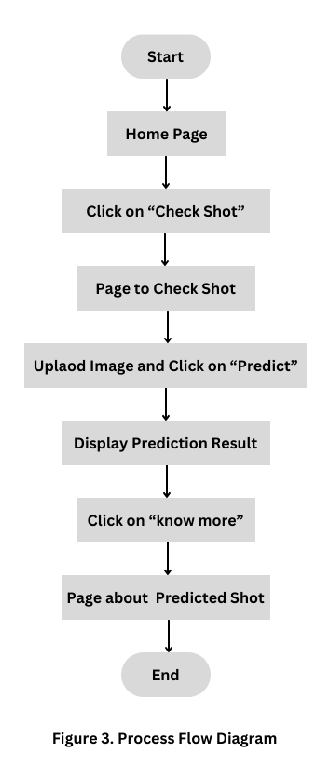 Start
Home Page
Click on “Check Shot”
Page to Check Shot
Uplaod Image and Click on “Predict”
Display Prediction Result
Click on “know more”
Page about Predicted Shot
End
Figure 3. Process Flow Diagram